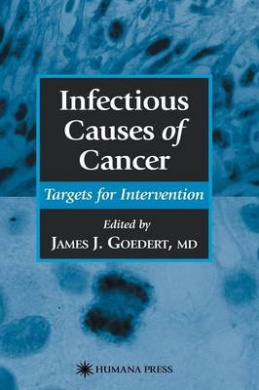 Infectious
Causes of
Cancer
Targets for Intervention
Edited by
JAMES J. GOEDERT, MD
HUMANA PRESS